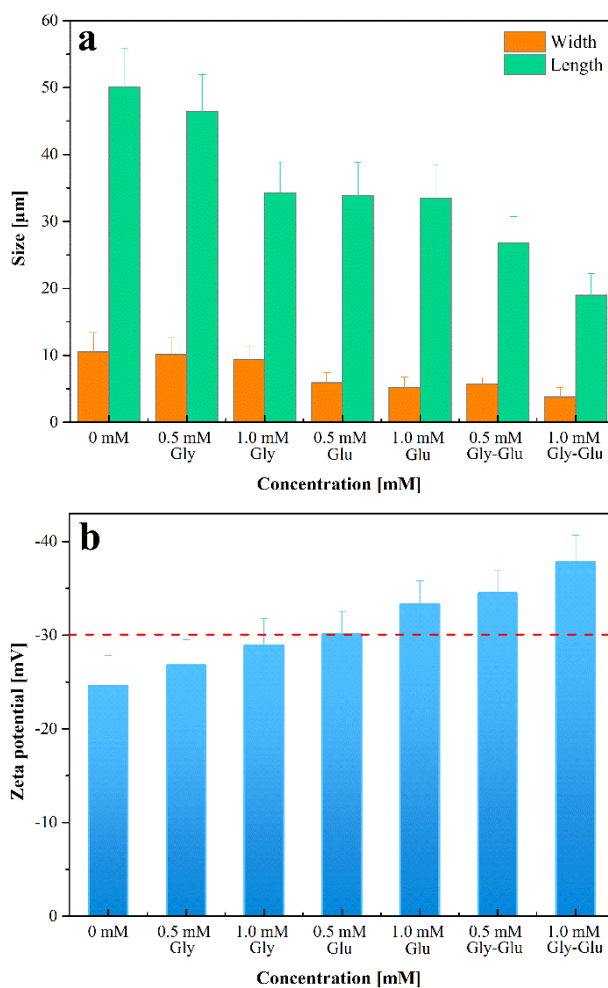 a
Width
Length
60
50
40
30
20
10
0
Size [µm]
0 mM
0.5 mM
Gly
1.0 mM
Gly
0.5 mM
Glu
1.0 mM
Glu
0.5 mM
Gly-Glu
1.0 mM
Gly-Glu
Concentration [mM]
b
-40
-30
-20
-10
0
Zeta potential [mV]
0 mM
0.5 mM
Gly
1.0 mM
Gly
0.5 mM
Glu
1.0 mM
Glu
0.5 mM
Gly-Glu
1.0 mM
Gly-Glu
Concentration [mM]